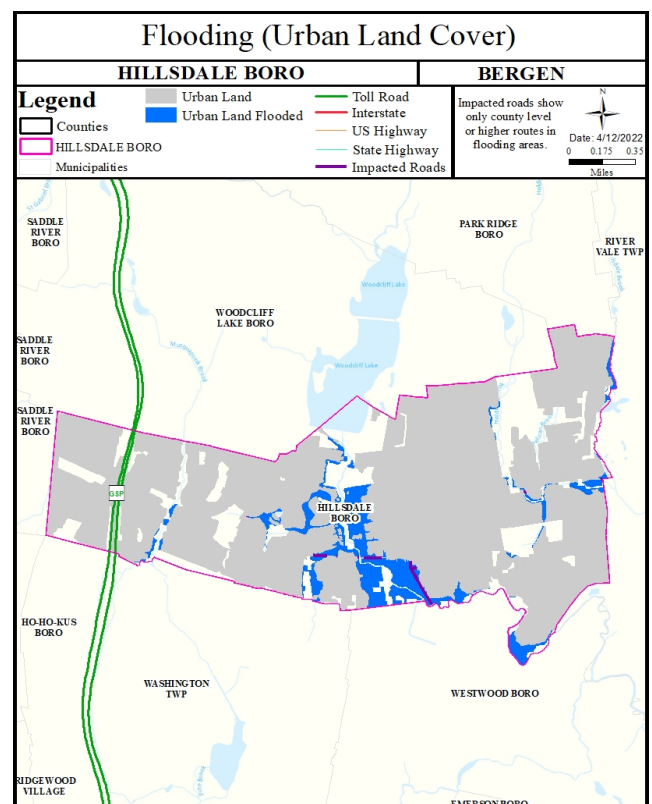 Flooding (Urban Land Cover)
HILLSDALE BORO
BERGEN
Legend
Counties
HILLSDALE BORO
Municipalities
Urban Land
Urban Land Flooded
Toll Road
Interstate
US Highway
State Highway
Impacted Roads
Impacted roads show
only county level
or higher routes in
flooding areas.
N
Date: 4/12/2022
0 0.175 0.35
Miles
SADDLE
RIVER
BORO
PARK RIDGE
BORO
RIVER
VALE TWP
Woodcliff Lake
WOODCLIFF
LAKE BORO
SADDLE
RIVER
BORO
Woodcliff Lake
SADDLE
RIVER
BORO
GSP
HILLSDALE
BORO
HO-HO-KUS
BORO
WASHINGTON
TWP
WESTWOOD BORO
RIDGEWOOD
VILLAGE
EMERSON BORO